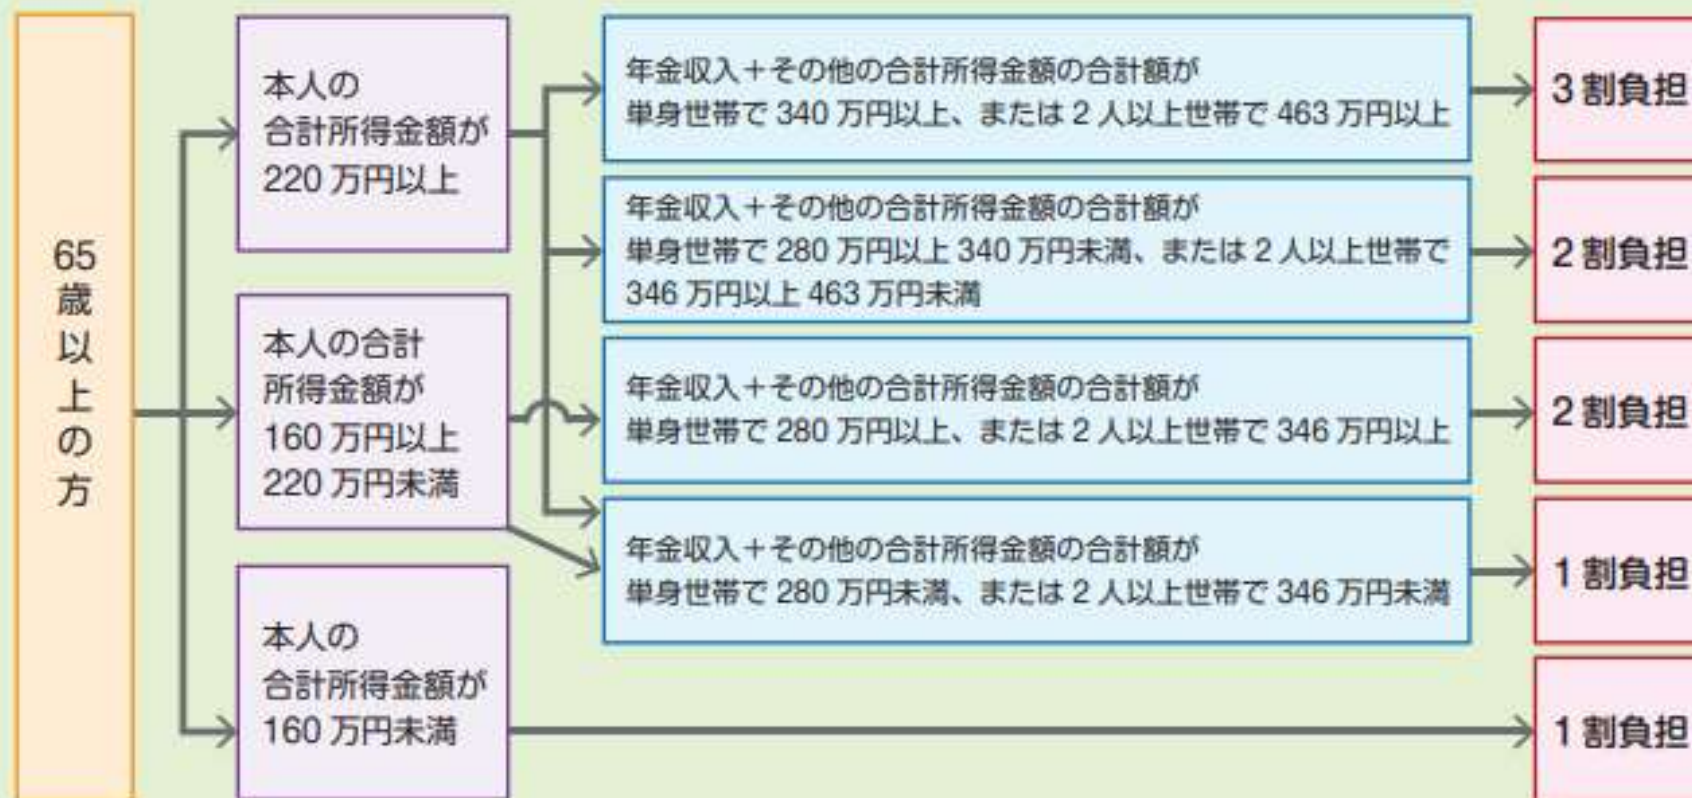 65歳以上の方
本人の
合計所得金額が
220万円以上
年金収入＋その他の合計所得金額の合計額が
単身世帯で340万円以上、または2人以上世帯で463万円以上
3割負担
年金収入＋その他の合計所得金額の合計額が
単身世帯で280万円以上340万円未満、または2人以上世帯で
346万円以上463万円未満
2割負担
本人の合計
所得金額が
160万円以上
220万円未満
年金収入＋その他の合計所得金額の合計額が
単身世帯で280万円以上、または2人以上世帯で346万円以上
2割負担
年金収入＋その他の合計所得金額の合計額が
単身世帯で280万円未満、または2人以上世帯で346万円未満
1割負担
本人の
合計所得金額が
160万円未満
1割負担